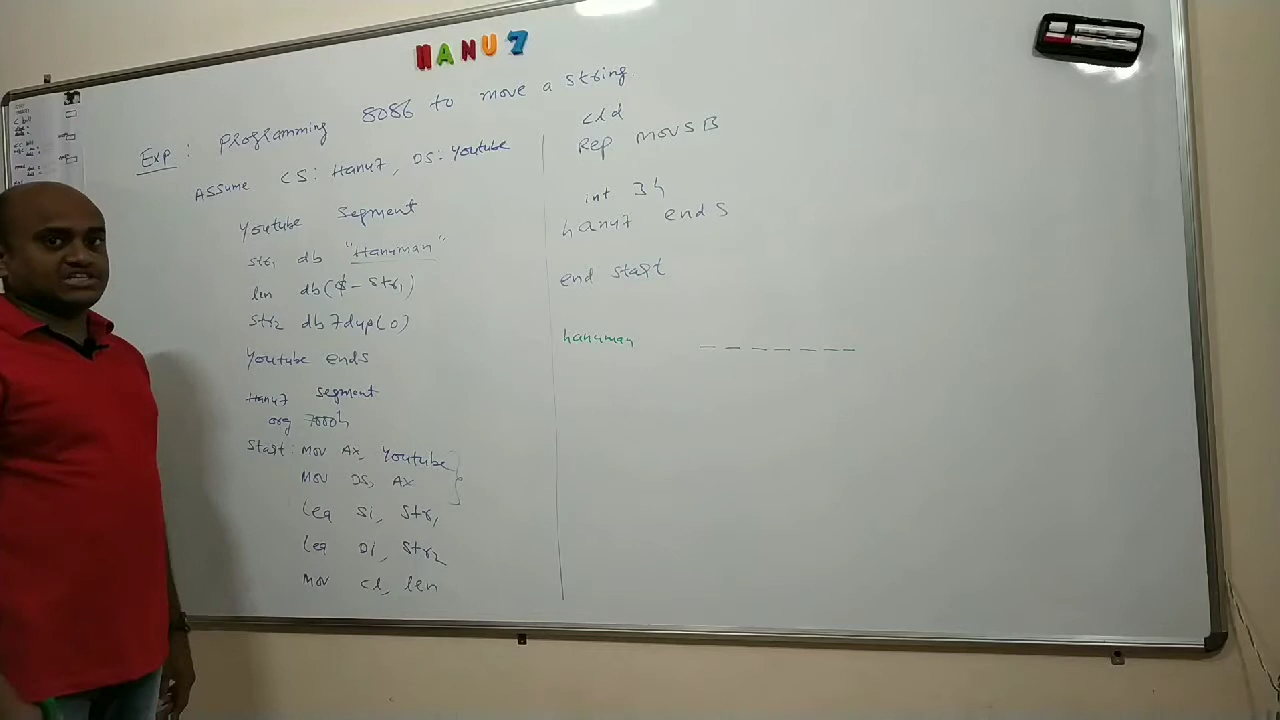 HANU7
Exp: Programming 8086 to move a string
Assume CS: Hanu7, DS: Youtube
Youtube segment
str1 db "Hanuman"
len db($-str1)
str2 db 7dup(0)
Youtube ends
Hanu7 segment
org 7000h
Start: Mov Ax, Youtube
Mov DS, Ax
Lea Si, Str1
Lea Di, Str2
Mov cl, len
cld
Rep movsB
int 3h
hanu7 ends
end start
hanuman _ _ _ _ _ _ _